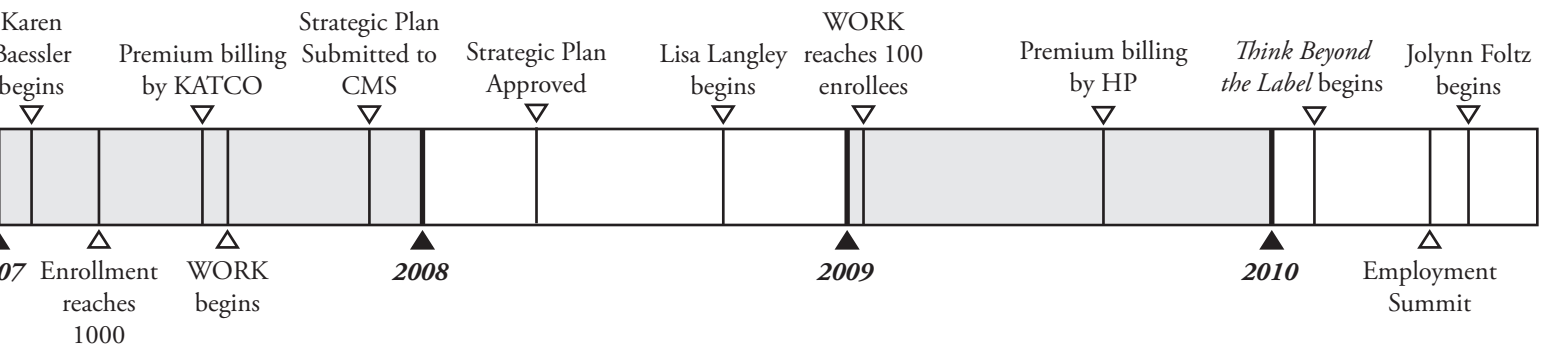 Karen
Baessler
begins
Premium billing
by KATCO
Strategic Plan
Submitted to
CMS
Strategic Plan
Approved
Lisa Langley
begins
WORK
reaches 100
enrollees
Premium billing
by HP
Think Beyond
the Label begins
Jolynn Foltz
begins
07
Enrollment
reaches
1000
WORK
begins
2008
2009
2010
Employment
Summit